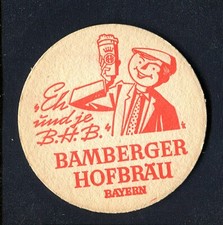 „Eh
und je
B.H.B.“
BAMBERGER
HOFBRÄU
BAYERN